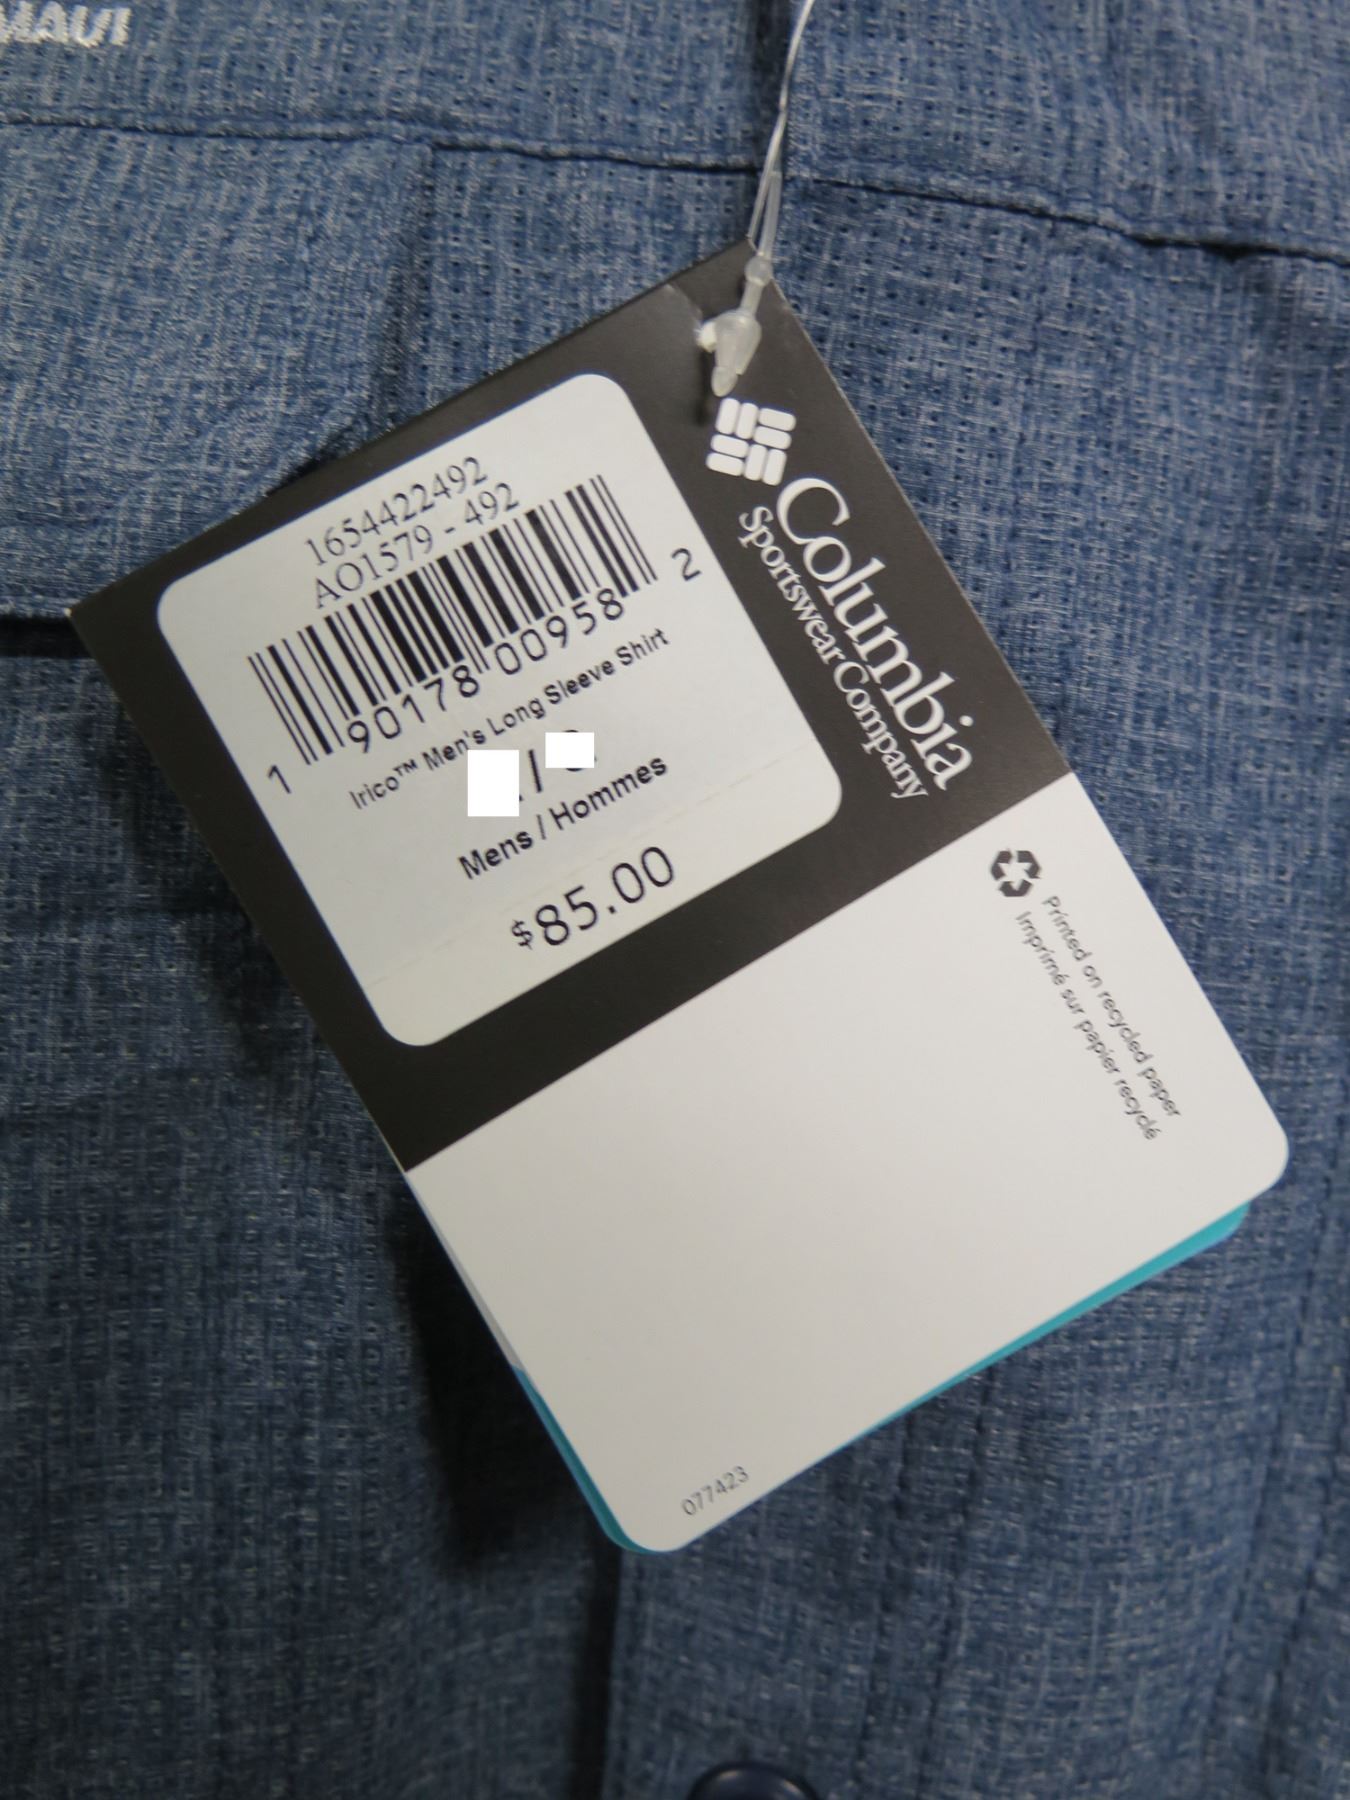 MAUI
1654422492
AO1579 - 492
1 90178 00958 2
Irico™ Men's Long Sleeve Shirt
/
Mens / Hommes
$85.00
Columbia
Sportswear Company
Printed on recycled paper
Imprimé sur papier recyclé
077423